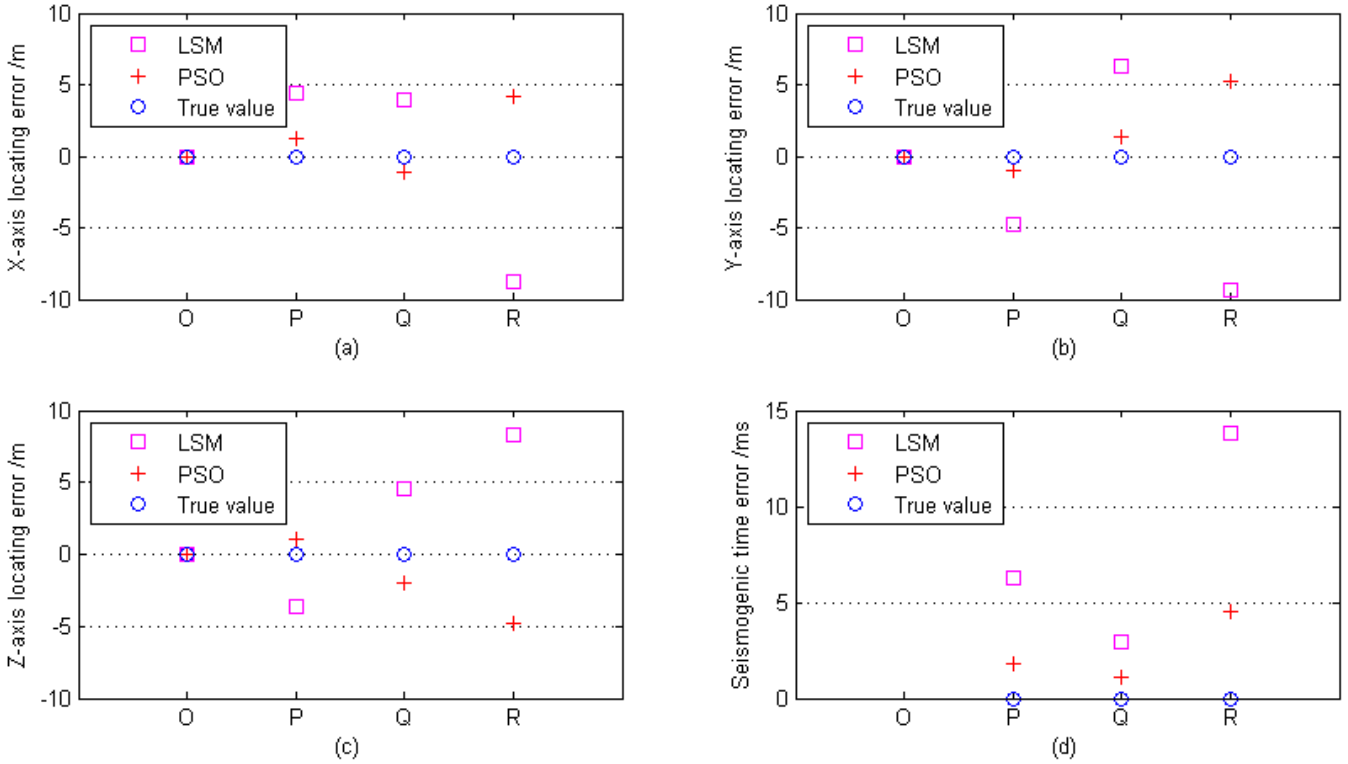 X-axis locating error /m
10
5
0
-5
-10
LSM
PSO
True value
O P Q R
(a)
Y-axis locating error /m
10
5
0
-5
-10
LSM
PSO
True value
O P Q R
(b)
Z-axis locating error /m
10
5
0
-5
-10
LSM
PSO
True value
O P Q R
(c)
Seismogenic time error /ms
15
10
5
0
LSM
PSO
True value
O P Q R
(d)